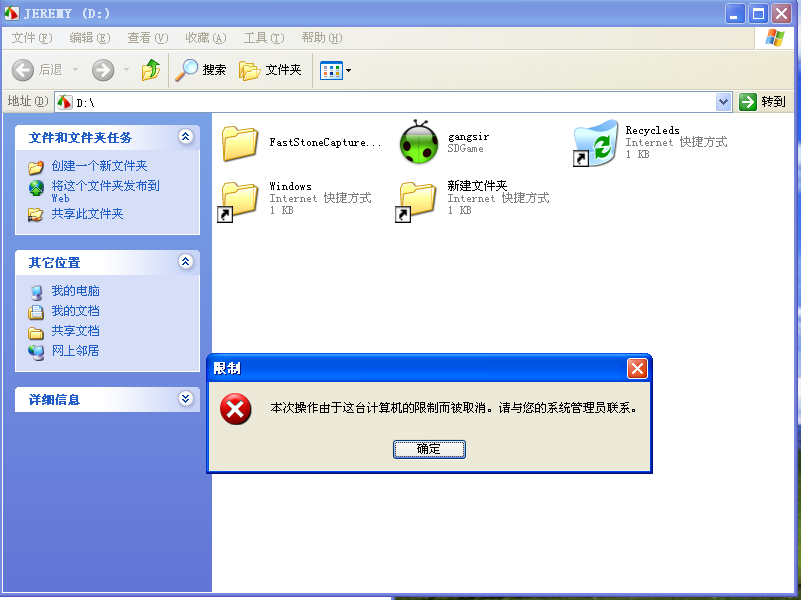 JEREMY (D:)
文件(F) 编辑(E) 查看(V) 收藏(A) 工具(T) 帮助(H)
后退 搜索 文件夹
地址(D) D:\ 转到
文件和文件夹任务
创建一个新文件夹
将这个文件夹发布到
Web
共享此文件夹
其它位置
我的电脑
我的文档
共享文档
网上邻居
详细信息
FastStoneCapture...
gangsir
SDGame
Recycleds
Internet 快捷方式
1 KB
Windows
Internet 快捷方式
1 KB
新建文件夹
Internet 快捷方式
1 KB
限制
本次操作由于这台计算机的限制而被取消。请与您的系统管理员联系。
确定